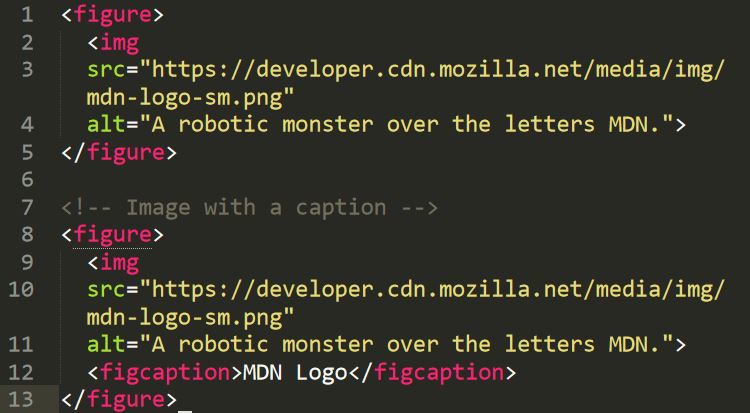 1 <figure>
2 <img
3 src="https://developer.cdn.mozilla.net/media/img/
mdn-logo-sm.png"
4 alt="A robotic monster over the letters MDN.">
5 </figure>
6
7 <!-- Image with a caption -->
8 <figure>
9 <img
10 src="https://developer.cdn.mozilla.net/media/img/
mdn-logo-sm.png"
11 alt="A robotic monster over the letters MDN.">
12 <figcaption>MDN Logo</figcaption>
13 </figure>